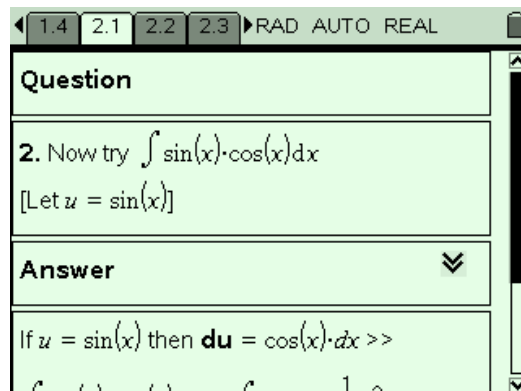 1.4 2.1 2.2 2.3 RAD AUTO REAL
Question
2. Now try ∫ sin(x)·cos(x)dx
[Let u = sin(x)]
Answer
If u = sin(x) then du = cos(x)·dx >>